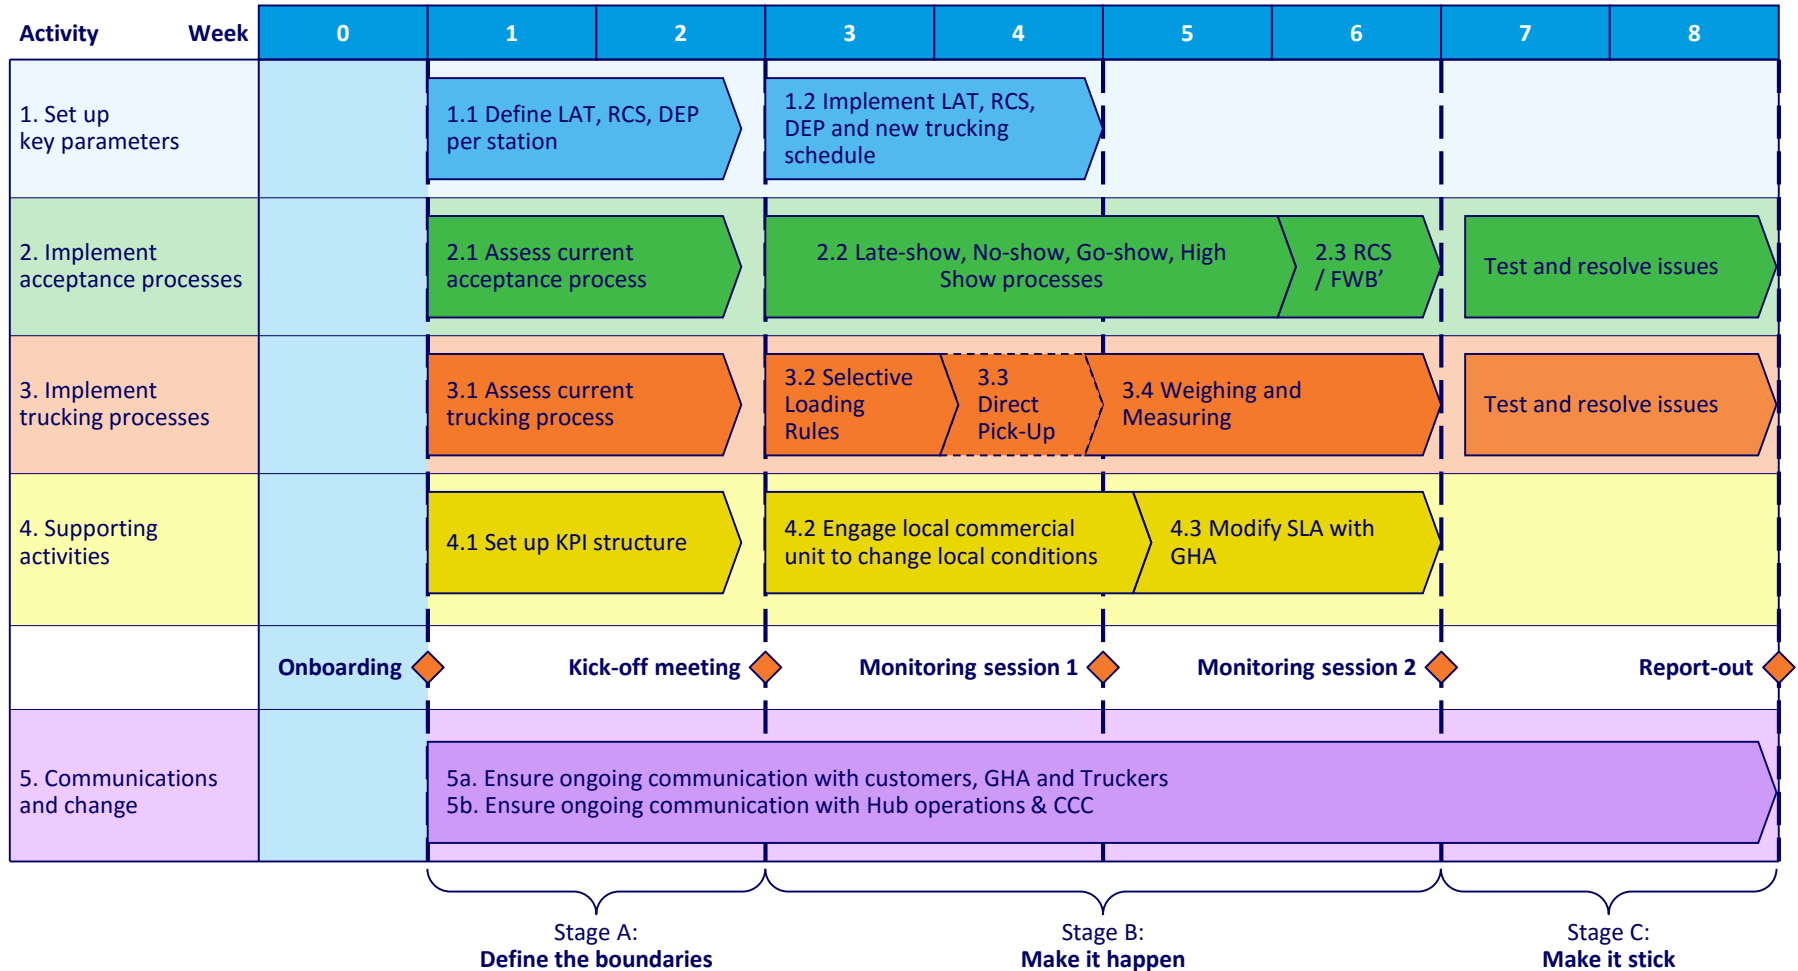 Activity Week 0 1 2 3 4 5 6 7 8
1. Set up
key parameters
1.1 Define LAT, RCS, DEP
per station
1.2 Implement LAT, RCS,
DEP and new trucking
schedule
2. Implement
acceptance processes
2.1 Assess current
acceptance process
2.2 Late-show, No-show, Go-show, High
Show processes
2.3 RCS
/ FWB’
Test and resolve issues
3. Implement
trucking processes
3.1 Assess current
trucking process
3.2 Selective
Loading
Rules
3.3
Direct
Pick-Up
3.4 Weighing and
Measuring
Test and resolve issues
4. Supporting
activities
4.1 Set up KPI structure
4.2 Engage local commercial
unit to change local conditions
4.3 Modify SLA with
GHA
Onboarding
Kick-off meeting
Monitoring session 1
Monitoring session 2
Report-out
5. Communications
and change
5a. Ensure ongoing communication with customers, GHA and Truckers
5b. Ensure ongoing communication with Hub operations & CCC
Stage A:
Define the boundaries
Stage B:
Make it happen
Stage C:
Make it stick